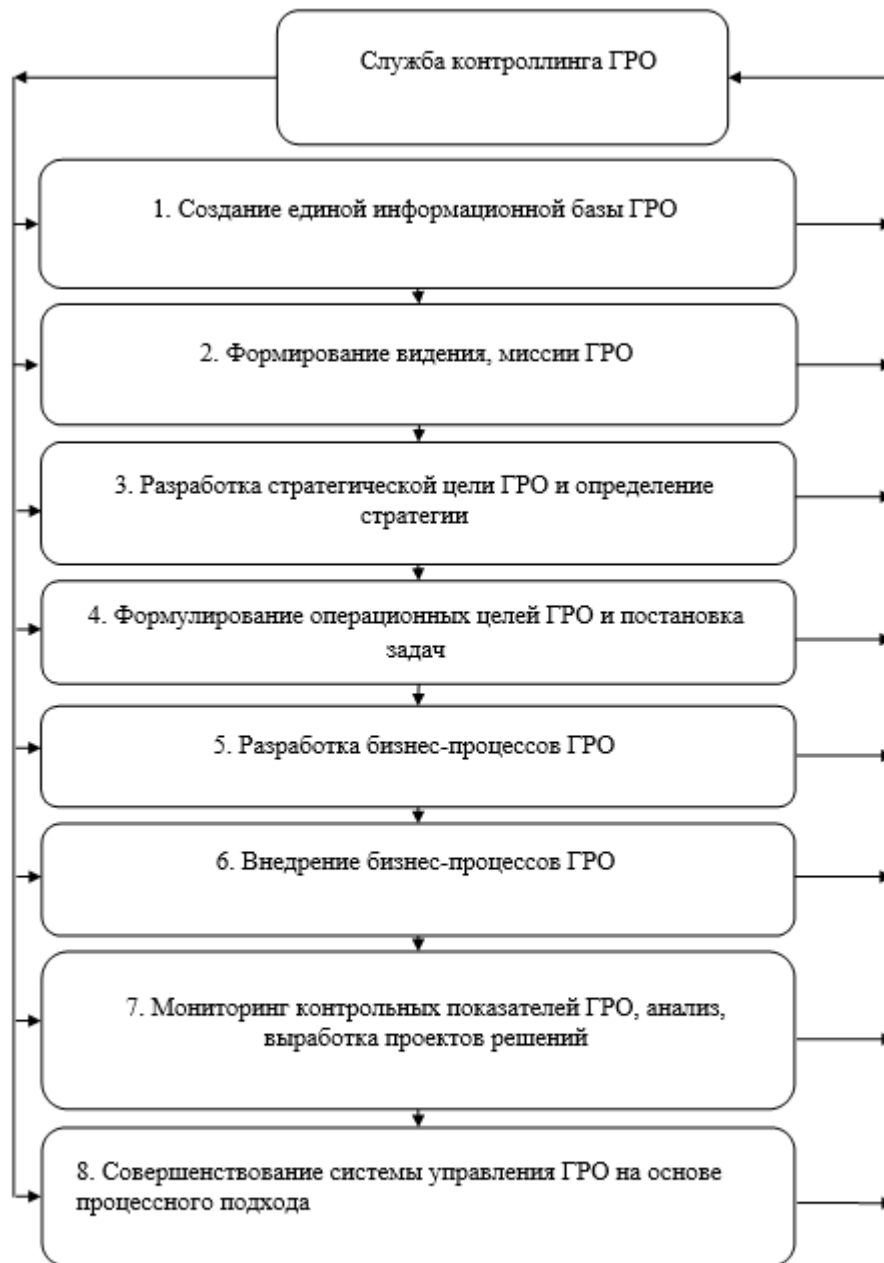 Служба контроллинга ГРО
1. Создание единой информационной базы ГРО
2. Формирование видения, миссии ГРО
3. Разработка стратегической цели ГРО и определение
стратегии
4. Формулирование операционных целей ГРО и постановка
задач
5. Разработка бизнес-процессов ГРО
6. Внедрение бизнес-процессов ГРО
7. Мониторинг контрольных показателей ГРО, анализ,
выработка проектов решений
8. Совершенствование системы управления ГРО на основе
процессного подхода